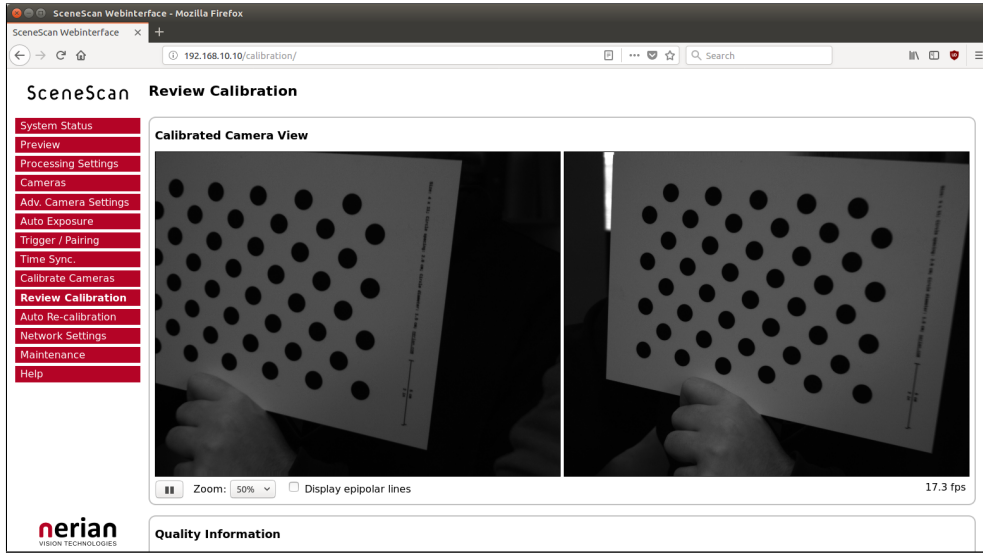 SceneScan Webinterface - Mozilla Firefox
SceneScan Webinterface × +
192.168.10.10/calibration/
Search
SceneScan
Review Calibration
System Status
Preview
Processing Settings
Cameras
Adv. Camera Settings
Auto Exposure
Trigger / Pairing
Time Sync.
Calibrate Cameras
Review Calibration
Auto Re-calibration
Network Settings
Maintenance
Help
Calibrated Camera View
Zoom: 50%
Display epipolar lines
17.3 fps
nerian
VISION TECHNOLOGIES
Quality Information